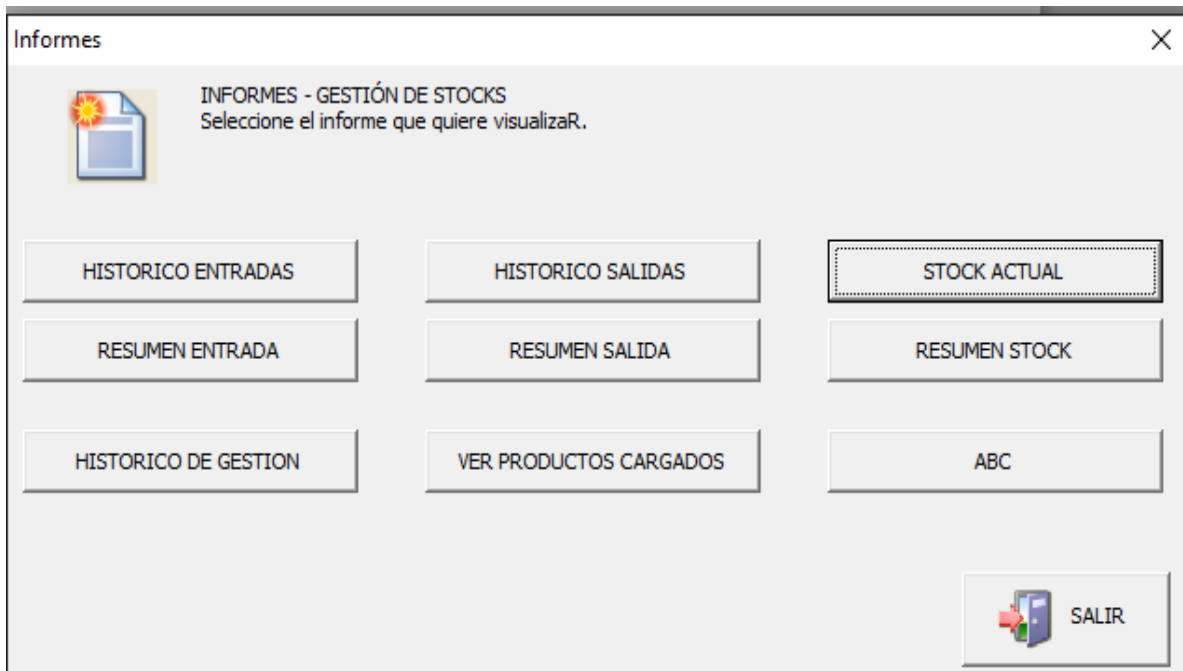 Informes
INFORMES - GESTIÓN DE STOCKS
Seleccione el informe que quiere visualizaR.
HISTORICO ENTRADAS
HISTORICO SALIDAS
STOCK ACTUAL
RESUMEN ENTRADA
RESUMEN SALIDA
RESUMEN STOCK
HISTORICO DE GESTION
VER PRODUCTOS CARGADOS
ABC
SALIR